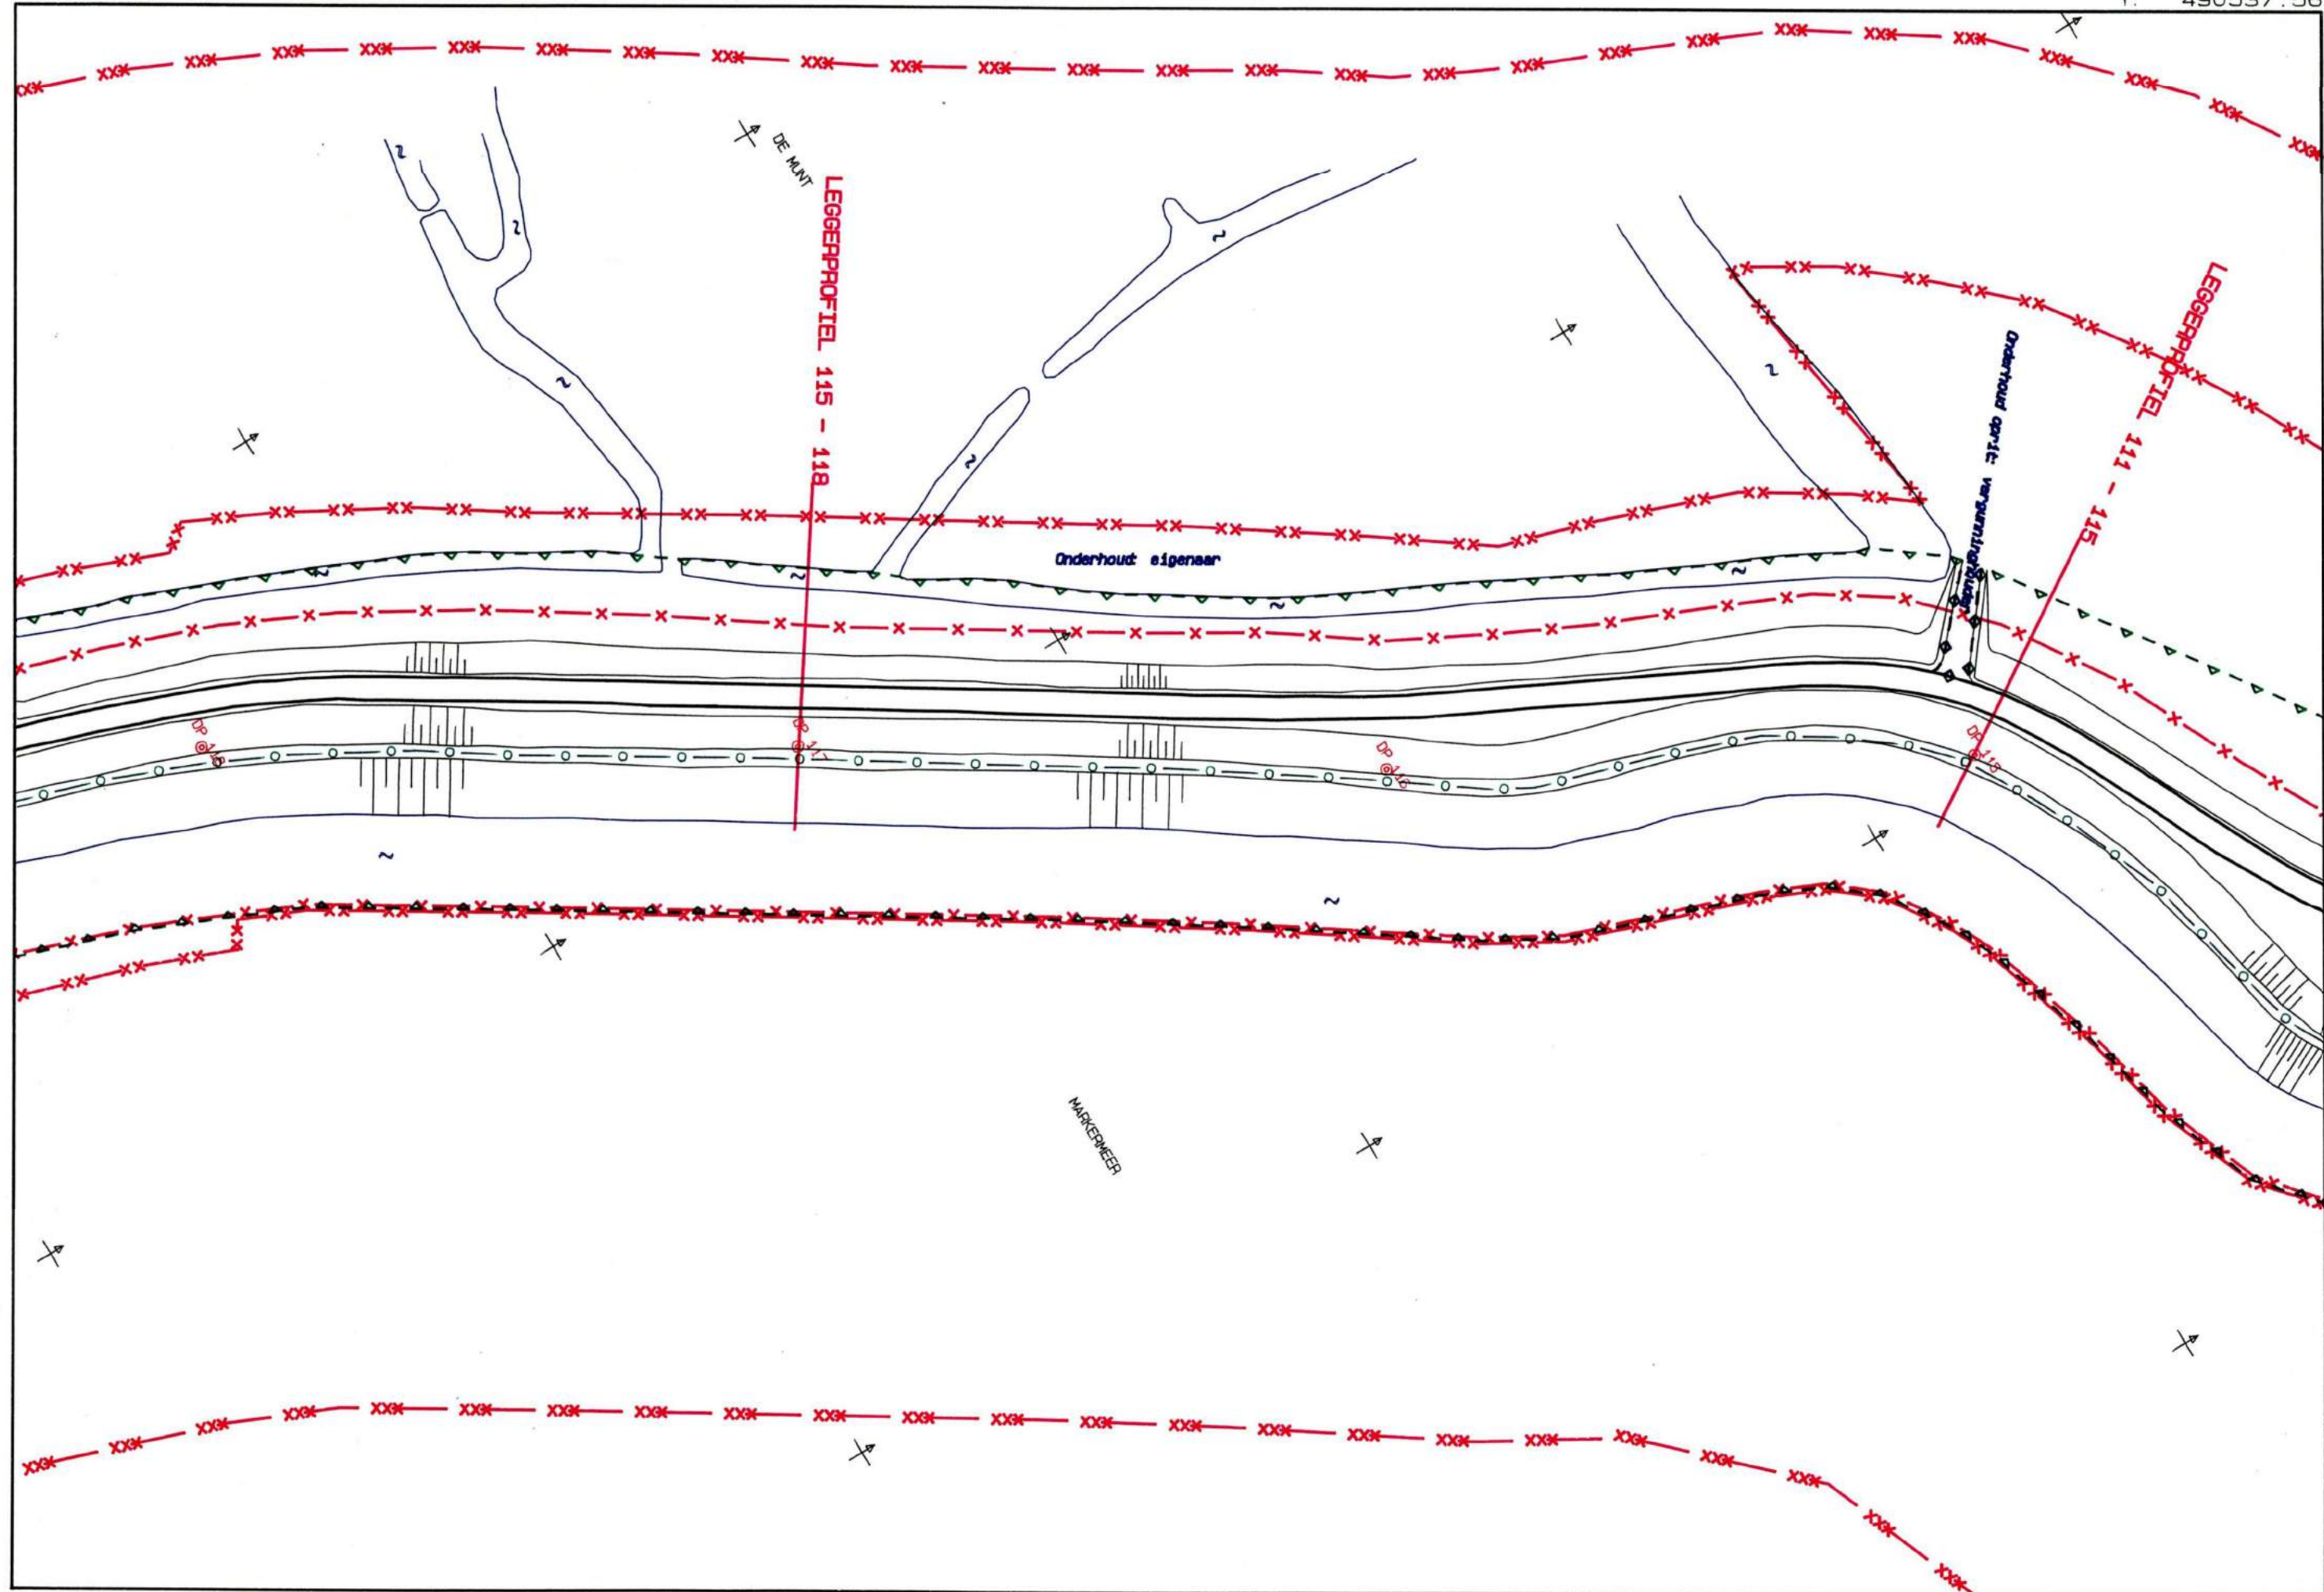 DE MUNT
LEGGERPROFIEL 115 - 118
LEGGERPROFIEL 111 - 115
Onderhoud oprit: vergunninghouder
Onderhoud: eigenaar
DP
DP 117
DP 116
DP 115
MARKERMEER